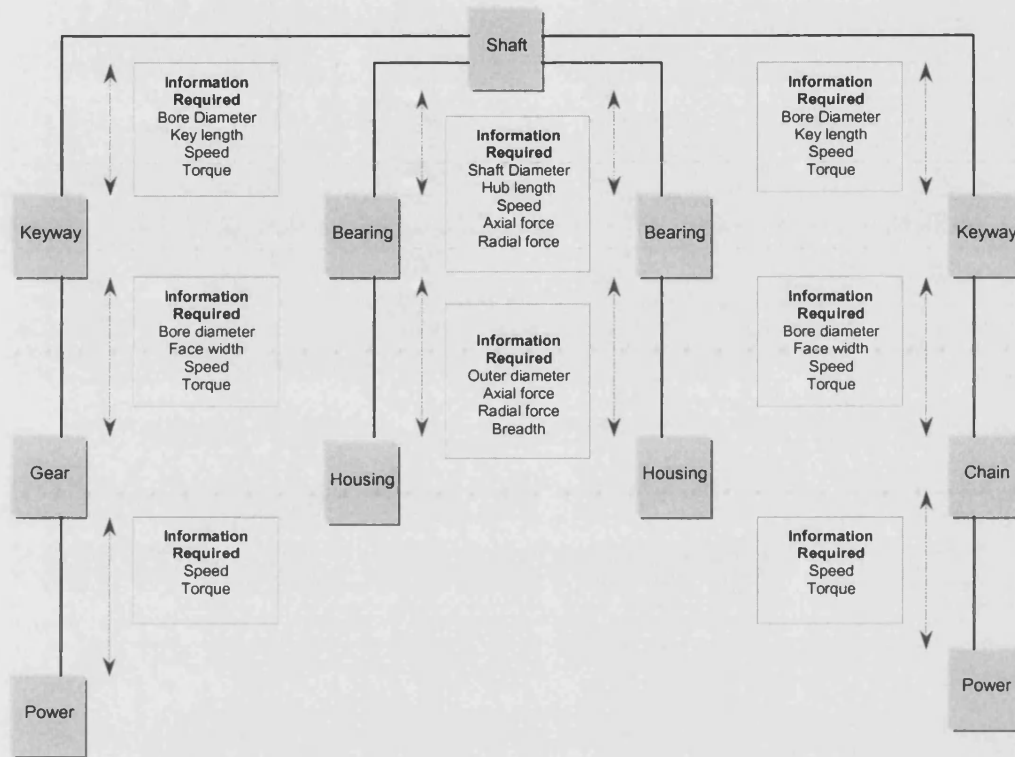 Shaft
Information
Required
Bore Diameter
Key length
Speed
Torque
Information
Required
Shaft Diameter
Hub length
Speed
Axial force
Radial force
Information
Required
Bore Diameter
Key length
Speed
Torque
Keyway
Bearing
Bearing
Keyway
Information
Required
Bore diameter
Face width
Speed
Torque
Information
Required
Outer diameter
Axial force
Radial force
Breadth
Information
Required
Bore diameter
Face width
Speed
Torque
Gear
Housing
Housing
Chain
Information
Required
Speed
Torque
Information
Required
Speed
Torque
Power
Power